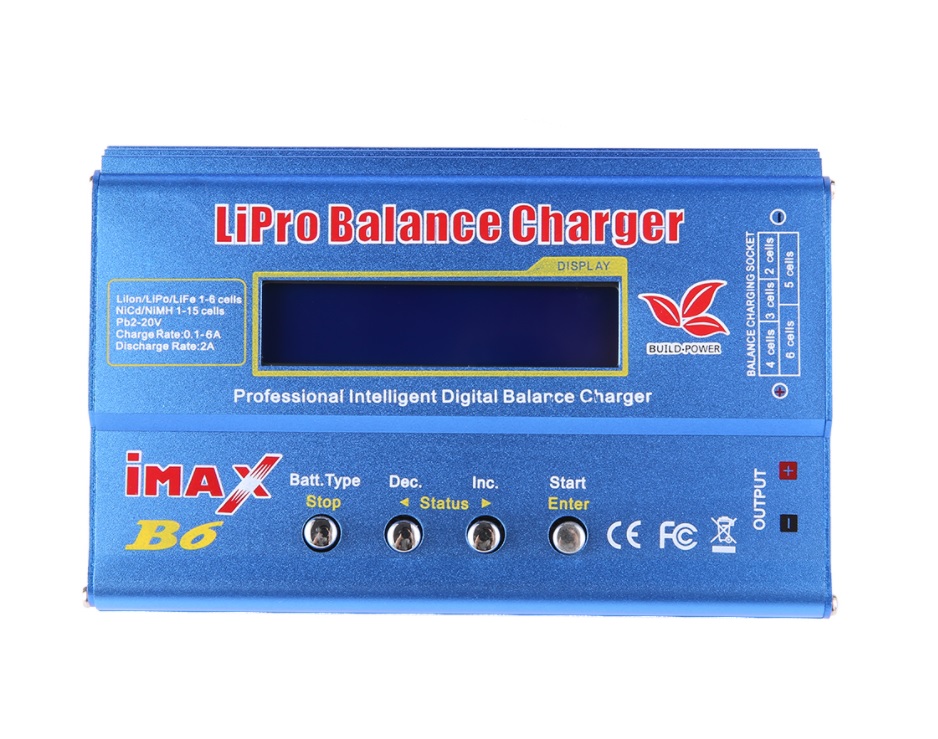 LiPro Balance Charger
DISPLAY
LiIon/LiPo/LiFe 1-6 cells
NiCd/NiMH 1-15 cells
Pb2-20V
Charge Rate:0.1-6A
Discharge Rate:2A
BUILD-POWER
BALANCE CHARGING SOCKET
2 cells
3 cells
4 cells
5 cells
6 cells
Professional Intelligent Digital Balance Charger
iMAX
B6
Batt.Type
Stop
Dec.
Inc.
◄ Status ►
Start
Enter
CE FC
OUTPUT
+
-